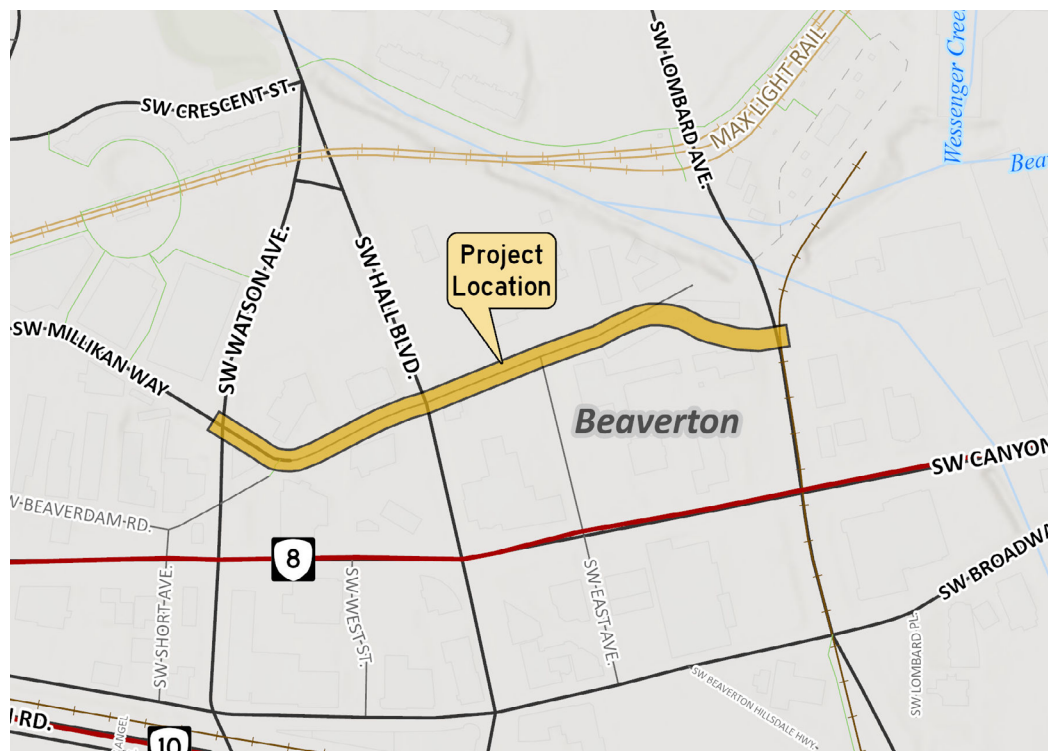 SW LOMBARD AVE.
MAX LIGHT RAIL
Wessenger Cree
SW CRESCENT ST.
Bea
SW WATSON AVE.
SW HALL BLVD.
Project
Location
SW MILLIKAN WAY
Beaverton
SW CANYON
W BEAVERDAM RD.
8
SW BROADWA
SW SHORT AVE.
SW WEST ST.
SW EAST AVE.
SW LOMBARD PL.
SW BEAVERTON HILLSDALE HWY.
RD.
ANGEL
10